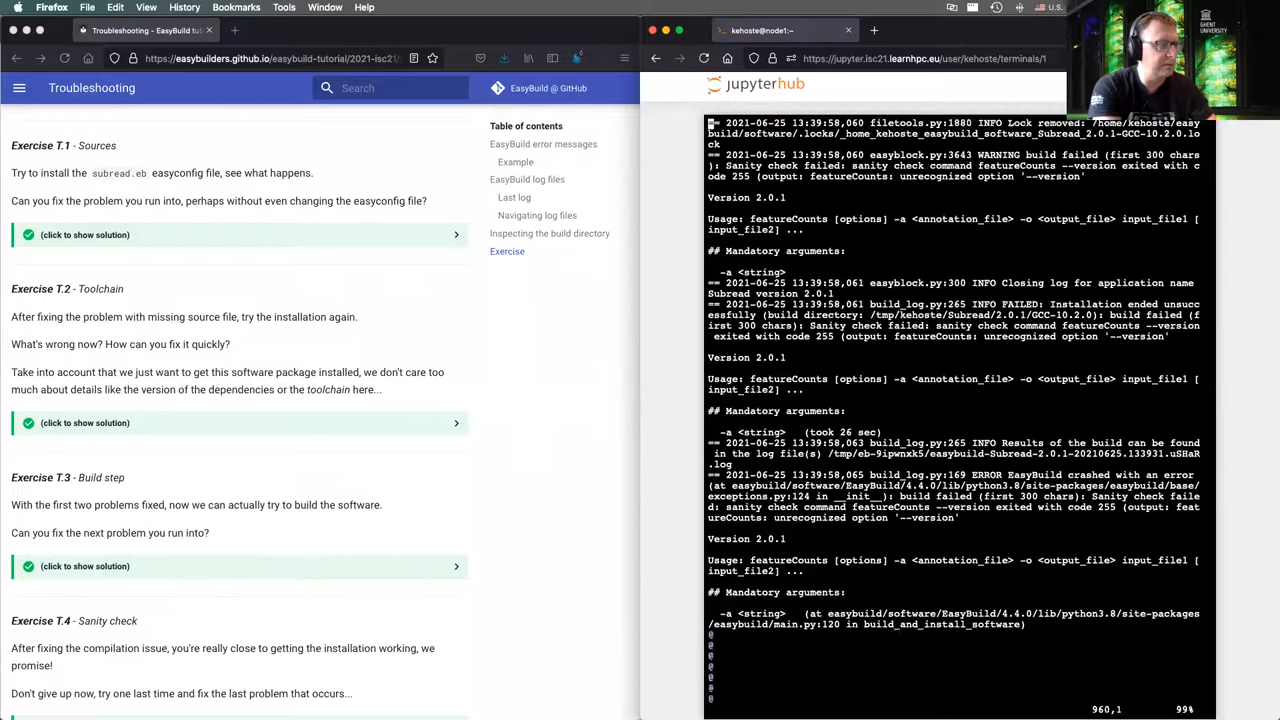 Firefox File Edit View History Bookmarks Tools Window Help
Troubleshooting - EasyBuild tu
https://easybuilders.github.io/easybuild-tutorial/2021-isc21/
Troubleshooting
Search
EasyBuild @ GitHub
Exercise T.1 - Sources
Try to install the subread.eb easyconfig file, see what happens.
Can you fix the problem you run into, perhaps without even changing the easyconfig file?
(click to show solution)
Exercise T.2 - Toolchain
After fixing the problem with missing source file, try the installation again.
What's wrong now? How can you fix it quickly?
Take into account that we just want to get this software package installed, we don't care too
much about details like the version of the dependencies or the toolchain here...
(click to show solution)
Exercise T.3 - Build step
With the first two problems fixed, now we can actually try to build the software.
Can you fix the next problem you run into?
(click to show solution)
Exercise T.4 - Sanity check
After fixing the compilation issue, you're really close to getting the installation working, we
promise!
Don't give up now, try one last time and fix the last problem that occurs...
Table of contents
EasyBuild error messages
Example
EasyBuild log files
Last log
Navigating log files
Inspecting the build directory
Exercise
kehoste@node1:~
https://jupyter.isc21.learnhpc.eu/user/kehoste/terminals/1
jupyterhub
== 2021-06-25 13:39:58,060 filetools.py:1880 INFO Lock removed: /home/kehoste/easy
build/software/.locks/_home_kehoste_easybuild_software_Subread_2.0.1-GCC-10.2.0.lo
ck
== 2021-06-25 13:39:58,060 easyblock.py:3643 WARNING build failed (first 300 chars
): Sanity check failed: sanity check command featureCounts --version exited with c
ode 255 (output: featureCounts: unrecognized option '--version'
Version 2.0.1
Usage: featureCounts [options] -a <annotation_file> -o <output_file> input_file1 [
input_file2] ...
## Mandatory arguments:
-a <string>
== 2021-06-25 13:39:58,061 easyblock.py:300 INFO Closing log for application name
Subread version 2.0.1
== 2021-06-25 13:39:58,061 build_log.py:265 INFO FAILED: Installation ended unsucc
essfully (build directory: /tmp/kehoste/Subread/2.0.1/GCC-10.2.0): build failed (f
irst 300 chars): Sanity check failed: sanity check command featureCounts --version
exited with code 255 (output: featureCounts: unrecognized option '--version'
Version 2.0.1
Usage: featureCounts [options] -a <annotation_file> -o <output_file> input_file1 [
input_file2] ...
## Mandatory arguments:
-a <string> (took 26 sec)
== 2021-06-25 13:39:58,063 build_log.py:265 INFO Results of the build can be found
in the log file(s) /tmp/eb-9ipwnxk5/easybuild-Subread-2.0.1-20210625.133931.uSHaR
.log
== 2021-06-25 13:39:58,065 build_log.py:169 ERROR EasyBuild crashed with an error
(at easybuild/software/EasyBuild/4.4.0/lib/python3.8/site-packages/easybuild/base/
exceptions.py:124 in __init__): build failed (first 300 chars): Sanity check faile
d: sanity check command featureCounts --version exited with code 255 (output: feat
ureCounts: unrecognized option '--version'
Version 2.0.1
Usage: featureCounts [options] -a <annotation_file> -o <output_file> input_file1 [
input_file2] ...
## Mandatory arguments:
-a <string> (at easybuild/software/EasyBuild/4.4.0/lib/python3.8/site-packages
/easybuild/main.py:120 in build_and_install_software)
@
@
@
@
@
@
@
960,1 99%
GHENT
UNIVERSITY